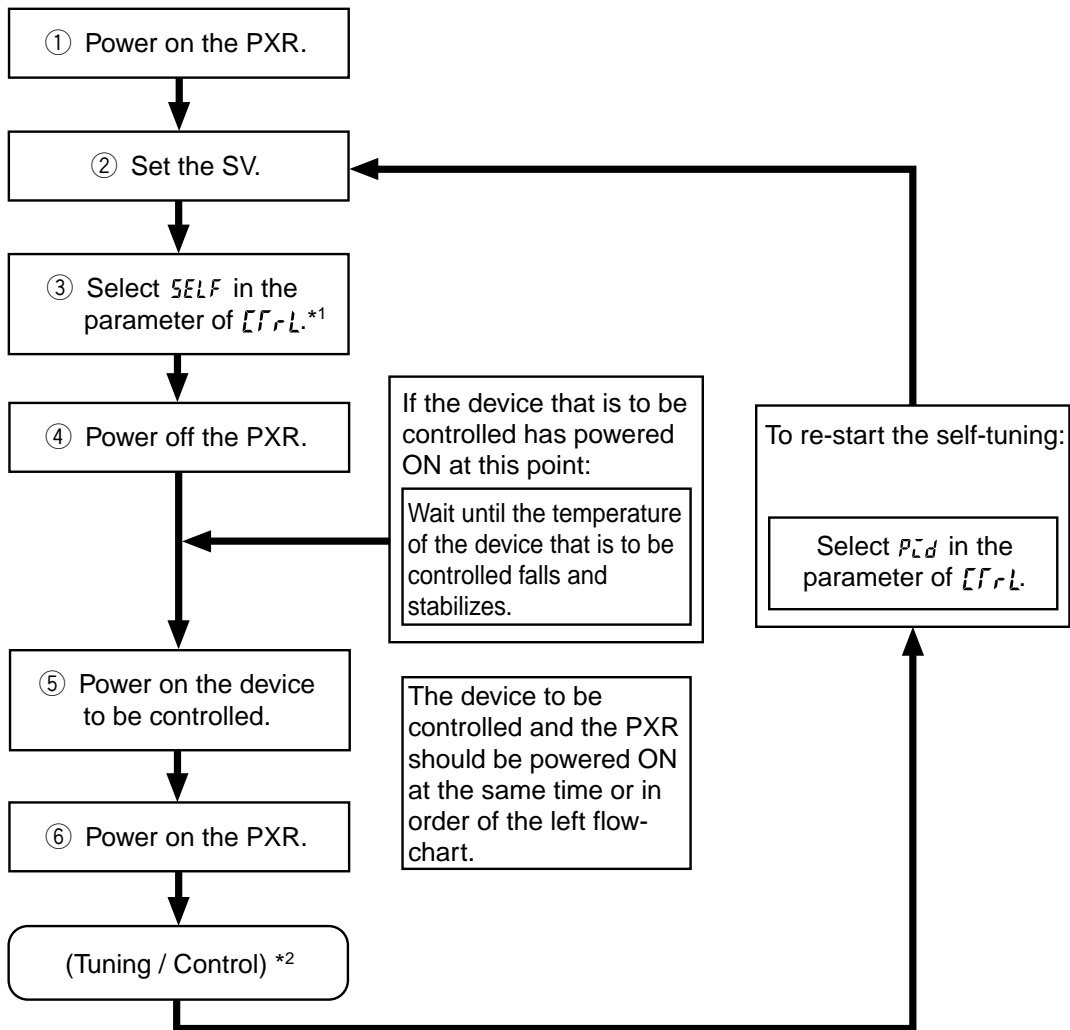 ① Power on the PXR.
② Set the SV.
③ Select SELF in the
parameter of CTrL.*1
④ Power off the PXR.
If the device that is to be
controlled has powered
ON at this point:
Wait until the temperature
of the device that is to be
controlled falls and
stabilizes.
To re-start the self-tuning:
Select PID in the
parameter of CTrL.
⑤ Power on the device
to be controlled.
The device to be
controlled and the PXR
should be powered ON
at the same time or in
order of the left flow-
chart.
⑥ Power on the PXR.
(Tuning / Control) *2